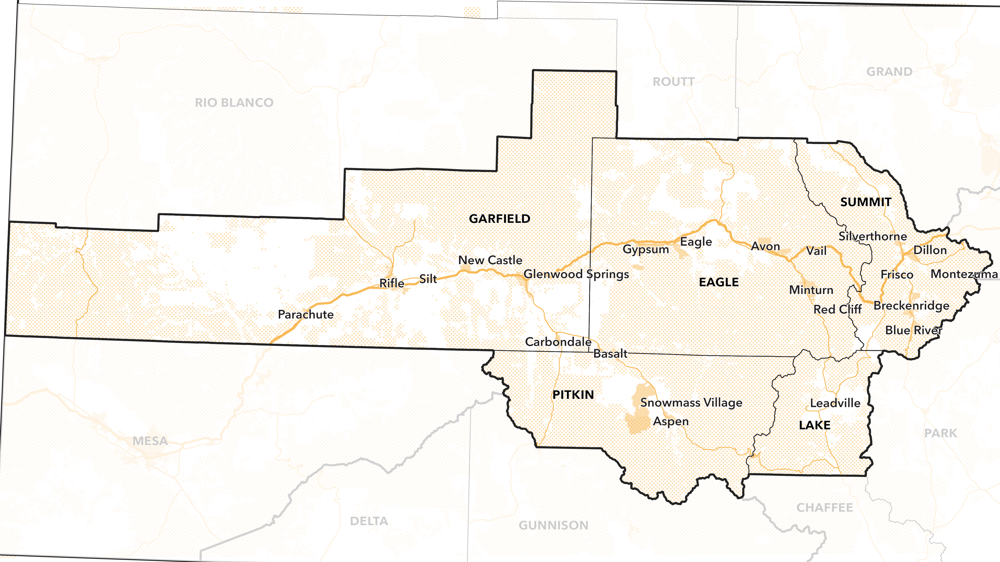 GRAND
ROUTT
RIO BLANCO
SUMMIT
GARFIELD
Silverthorne
Eagle
Avon
Gypsum
Vail
Dillon
New Castle
Glenwood Springs
Frisco
Montezuma
Silt
Rifle
EAGLE
Minturn
Breckenridge
Red Cliff
Parachute
Blue River
Carbondale
Basalt
PITKIN
Snowmass Village
Leadville
Aspen
LAKE
PARK
MESA
CHAFFEE
DELTA
GUNNISON